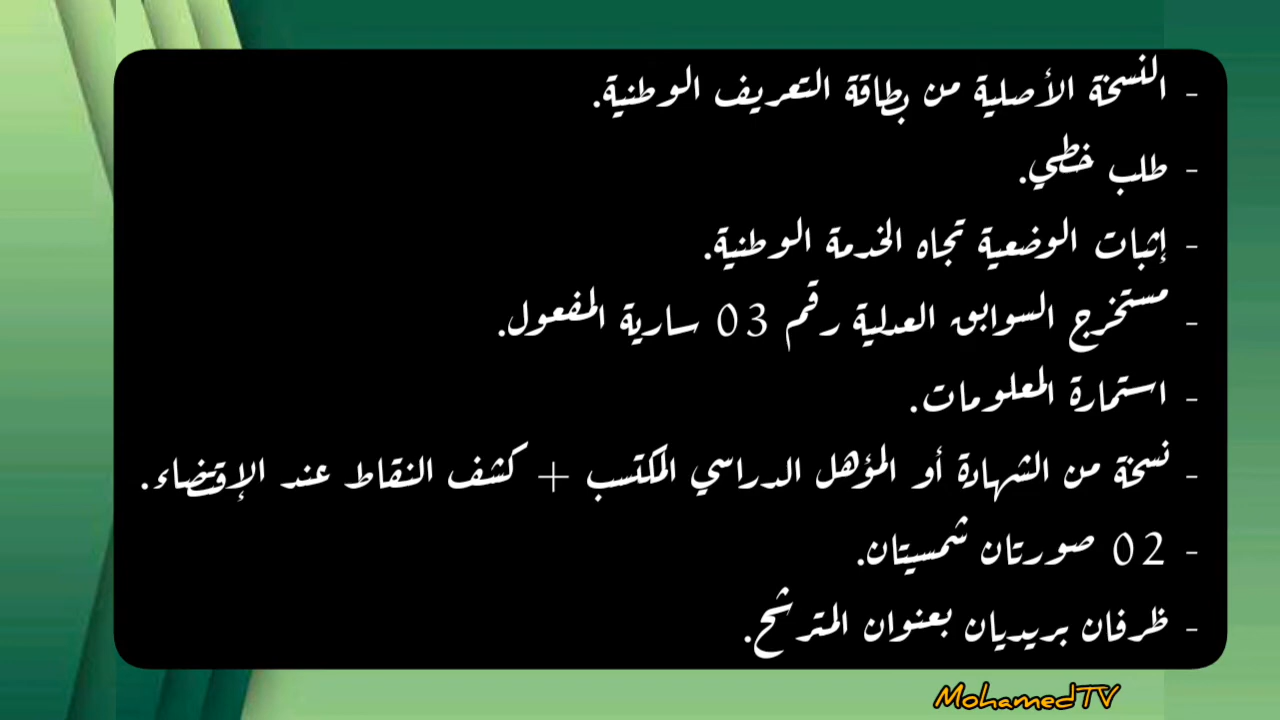 - النسخة الأصلية من بطاقة التعريف الوطنية.
- طلب خطي.
- إثبات الوضعية تجاه الخدمة الوطنية.
- مستخرج السوابق العدلية رقم 03 سارية المفعول.
- استمارة المعلومات.
- نسخة من الشهادة أو المؤهل الدراسي المكتسب + كشف النقاط عند الإقتضاء.
- 02 صورتان شمسيتان.
- ظرفان بريديان بعنوان المترشح.
MohamedTV